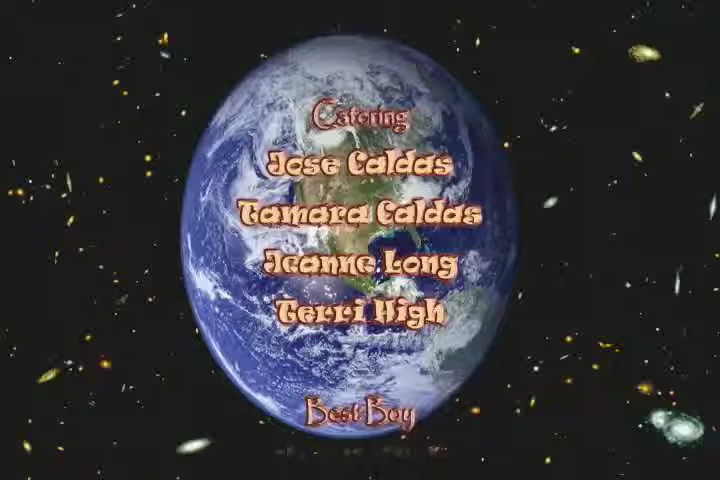 Catering
Jose Caldas
Tamara Caldas
Jeanne Long
Terri High
Best Boy